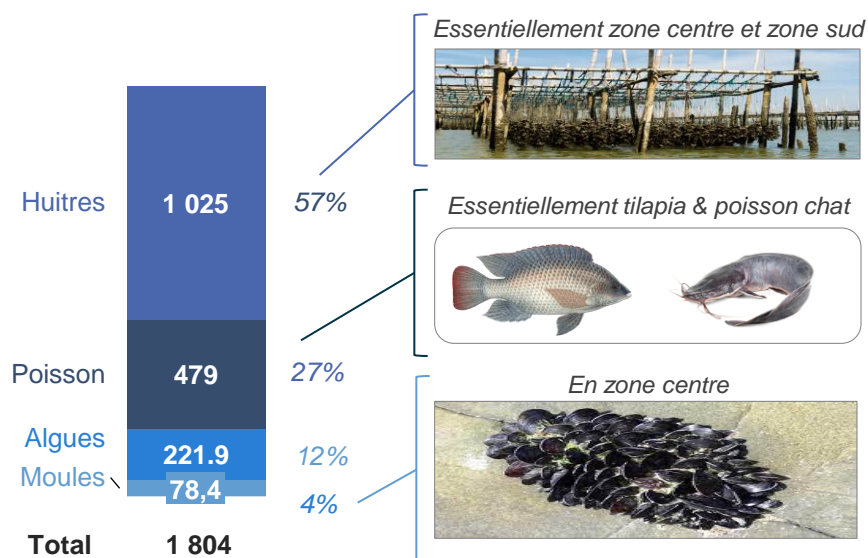 Essentiellement zone centre et zone sud
Huitres 1 025 57%
Essentiellement tilapia & poisson chat
Poisson 479 27%
En zone centre
Algues 221.9 12%
Moules 78,4 4%
Total 1 804